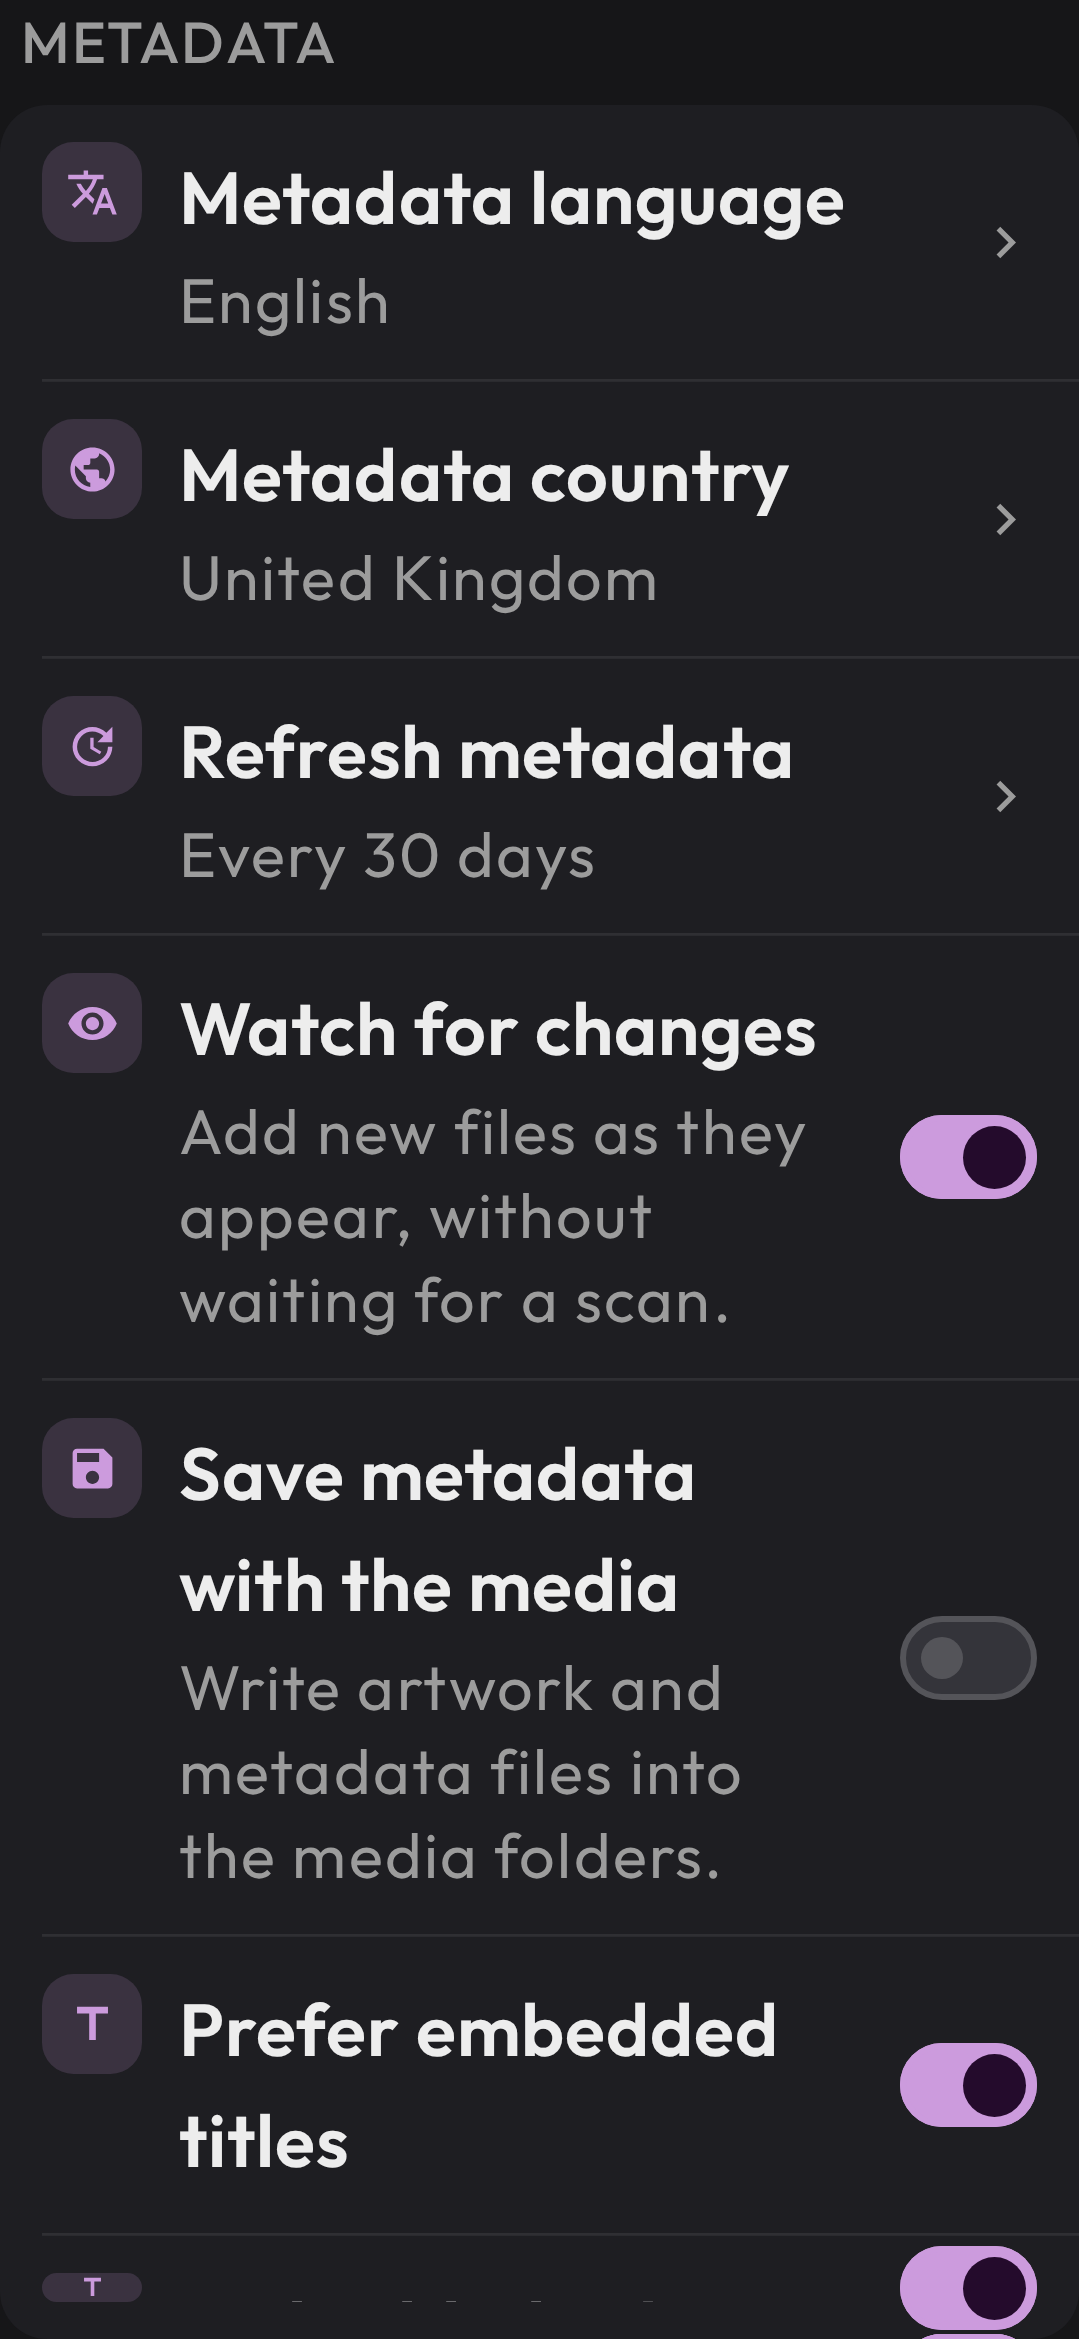 METADATA
Metadata language
English
Metadata country
United Kingdom
Refresh metadata
Every 30 days
Watch for changes
Add new files as they
appear, without
waiting for a scan.
Save metadata
with the media
Write artwork and
metadata files into
the media folders.
Prefer embedded
titles